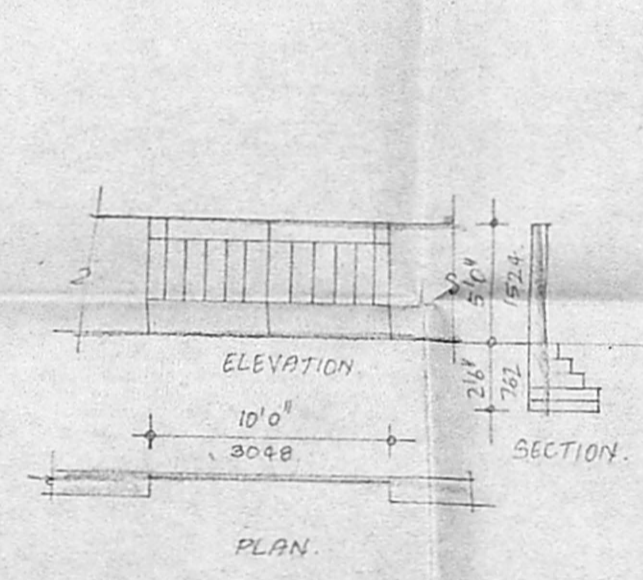 5'0"
1524.
2'6"
762
ELEVATION
10'0"
3048
SECTION.
PLAN.